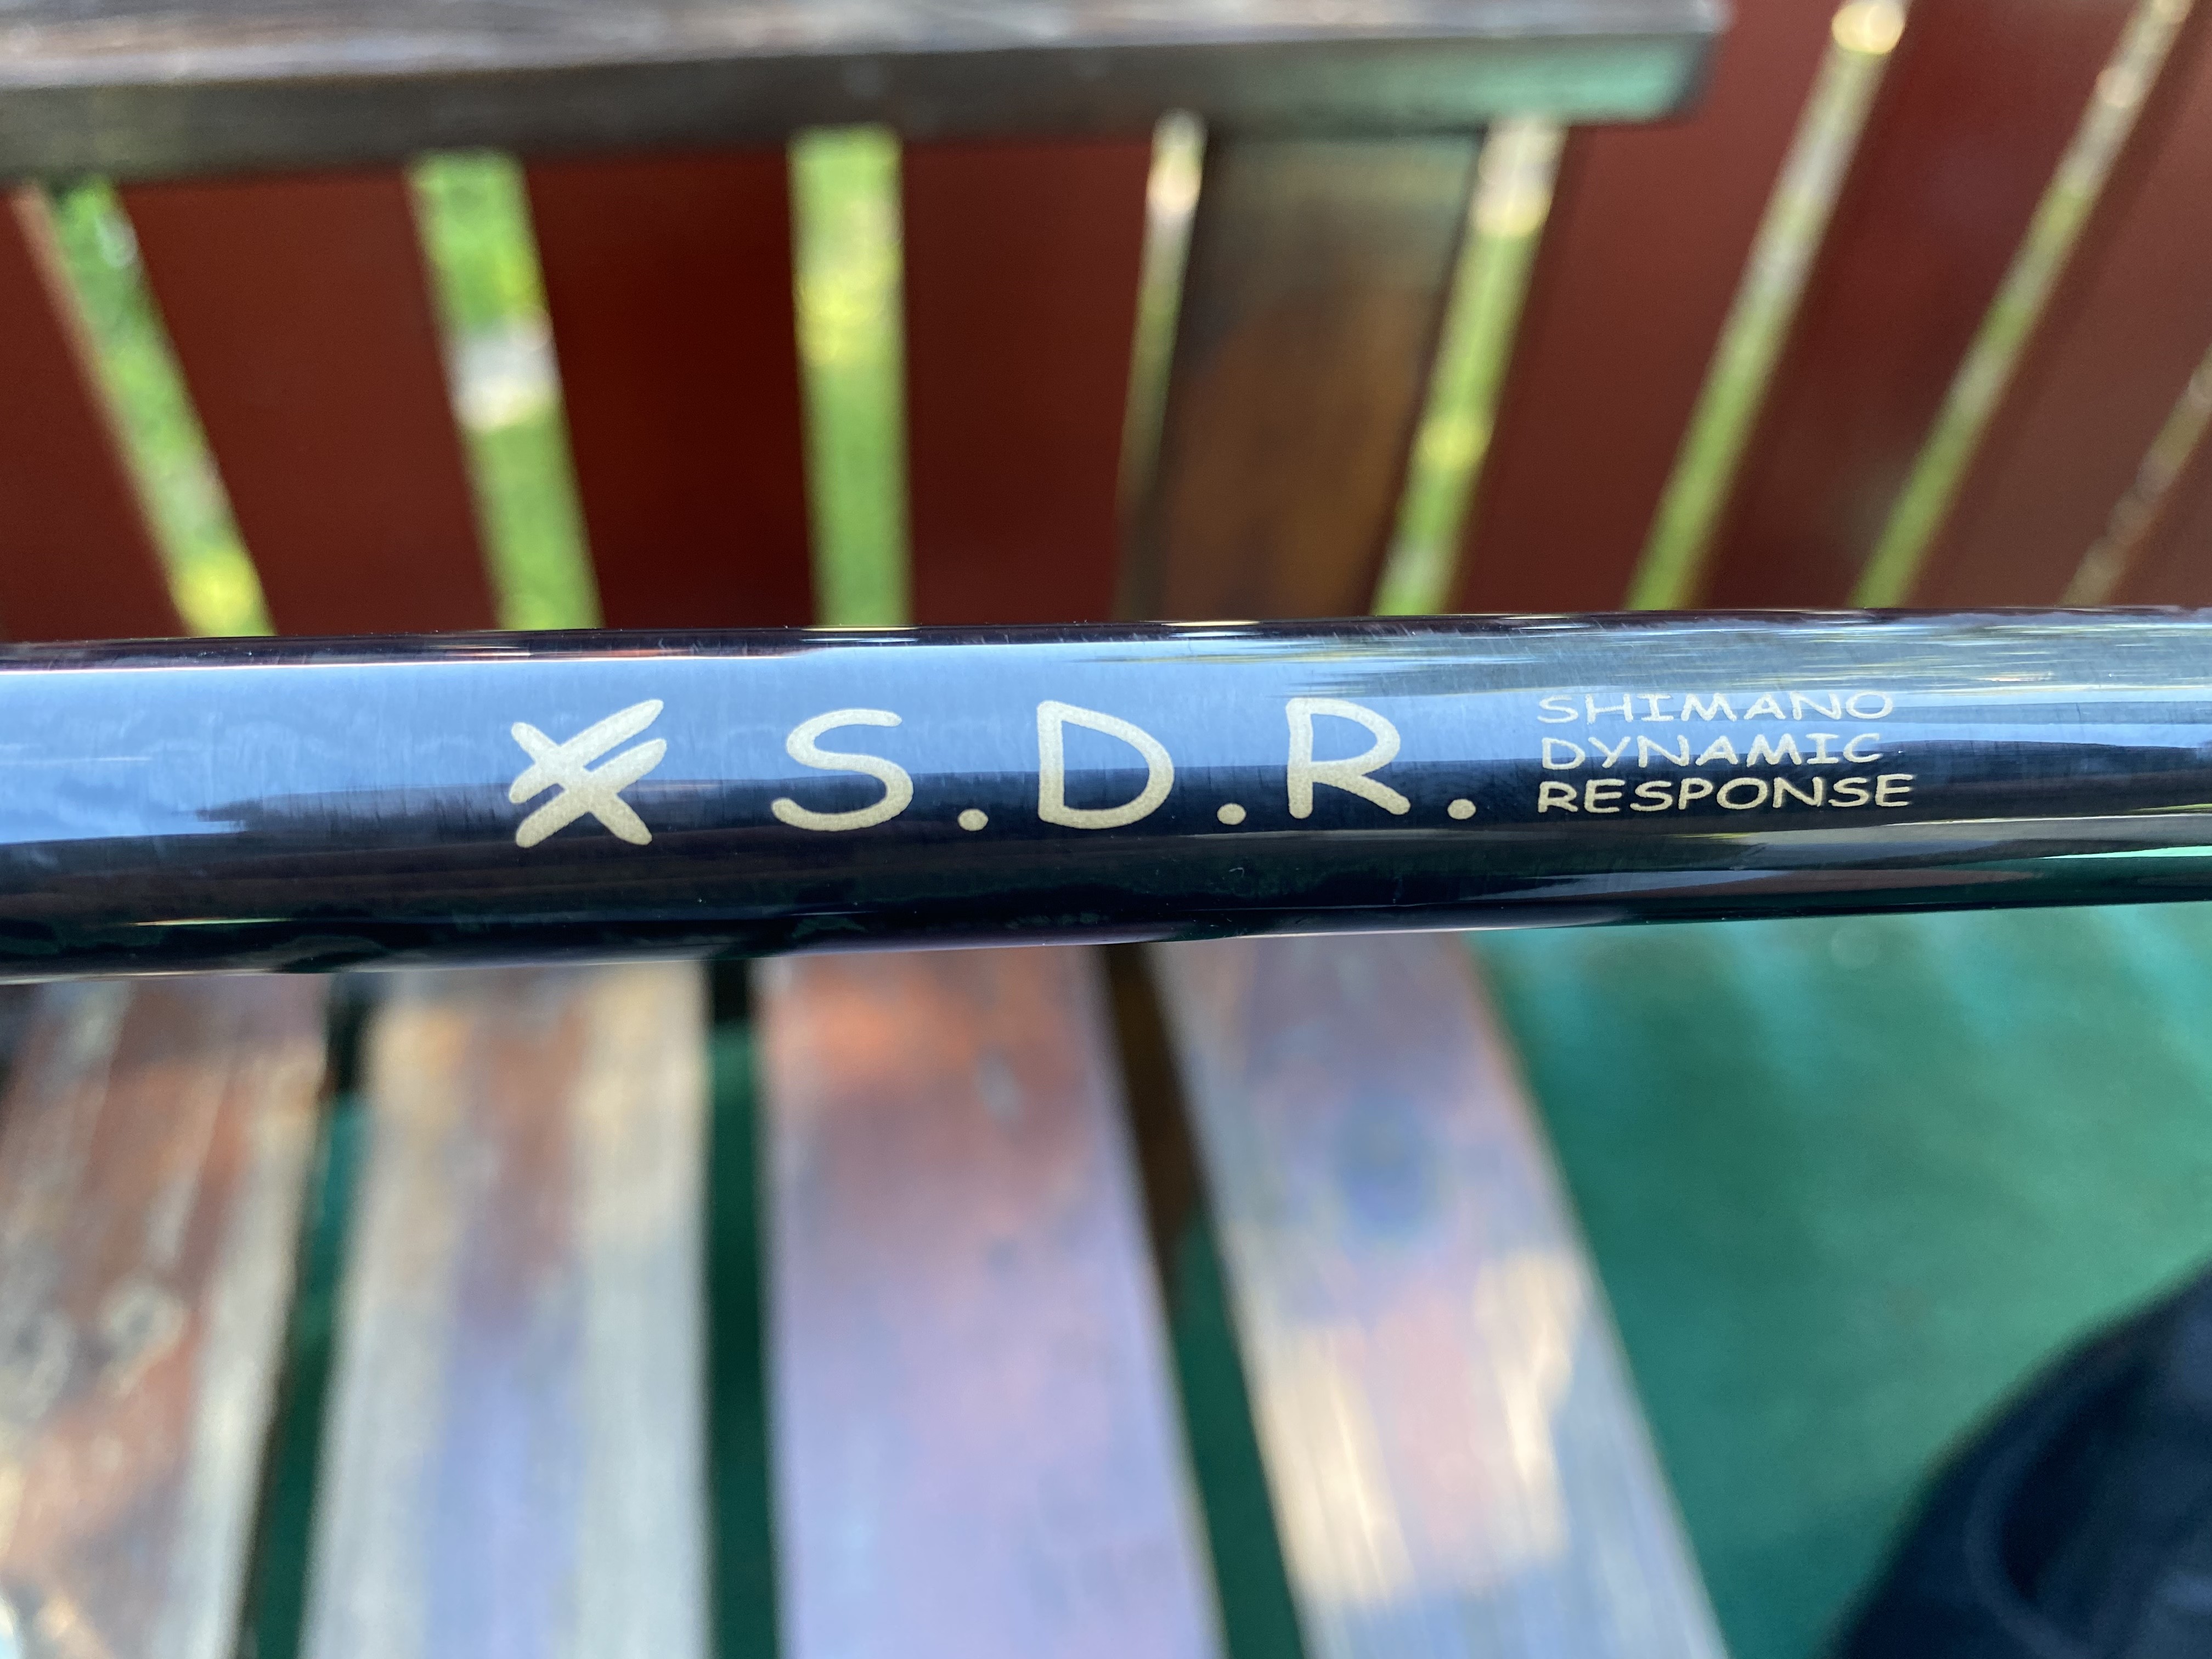 S.D.R.
SHIMANO
DYNAMIC
RESPONSE